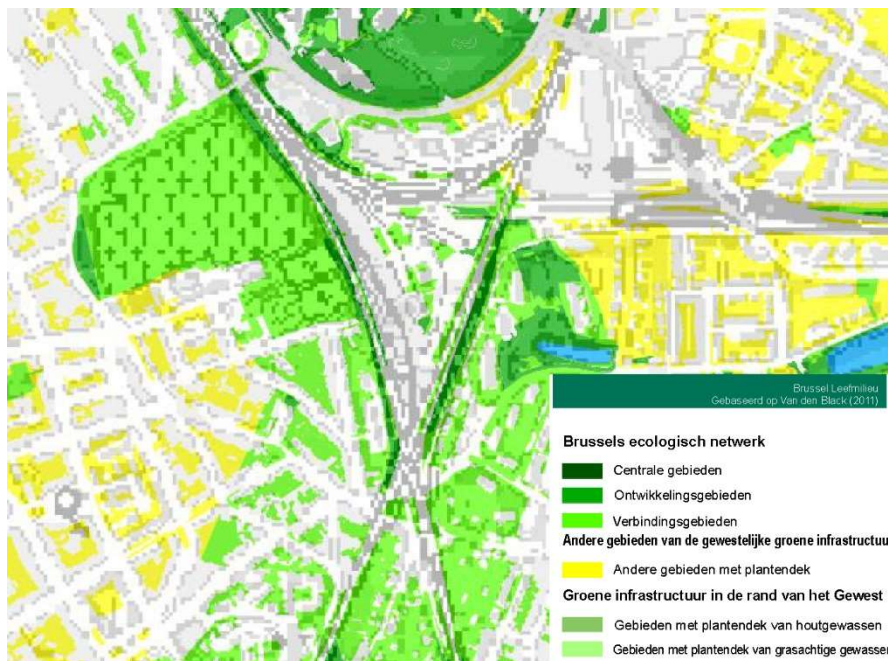 Brussel Leefmilieu
Gebaseerd op Van den Black (2011)
Brussels ecologisch netwerk
Centrale gebieden
Ontwikkelingsgebieden
Verbindingsgebieden
Andere gebieden van de gewestelijke groene infrastructuu
Andere gebieden met plantendek
Groene infrastructuur in de rand van het Gewest
Gebieden met plantendek van houtgewassen
Gebieden met plantendek van grasachtige gewasser